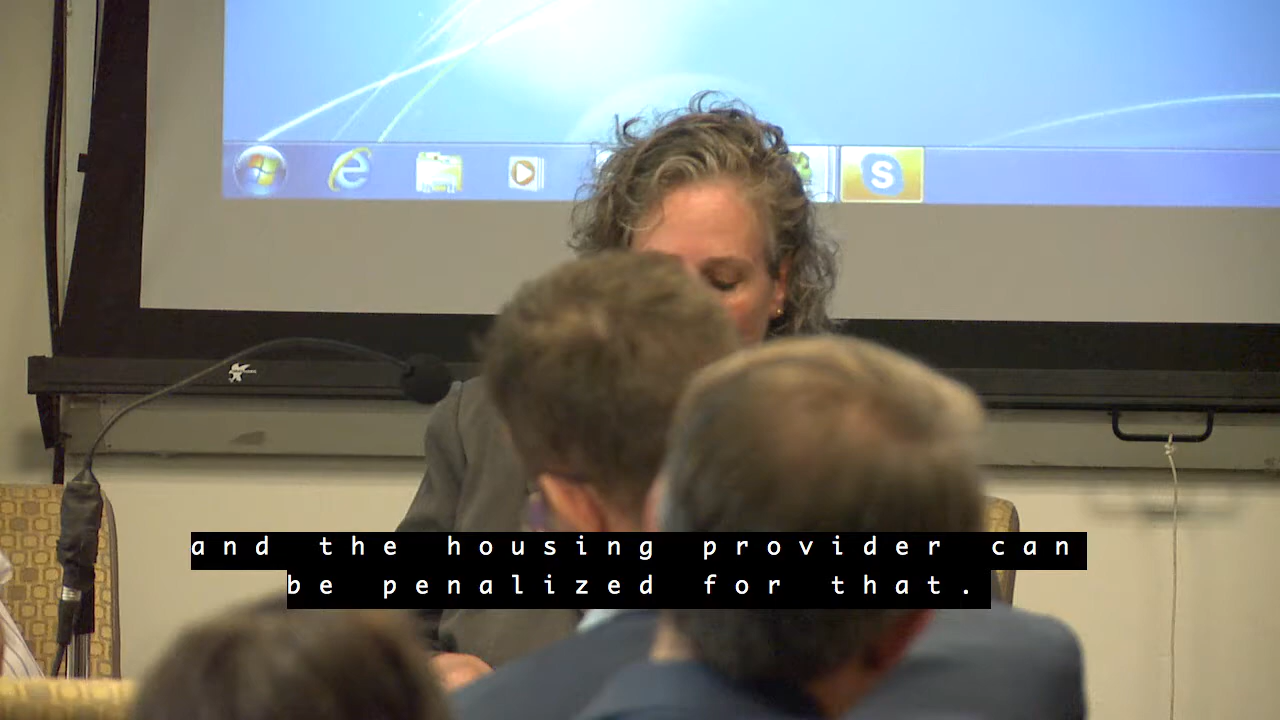 S
and the housing provider can
be penalized for that.